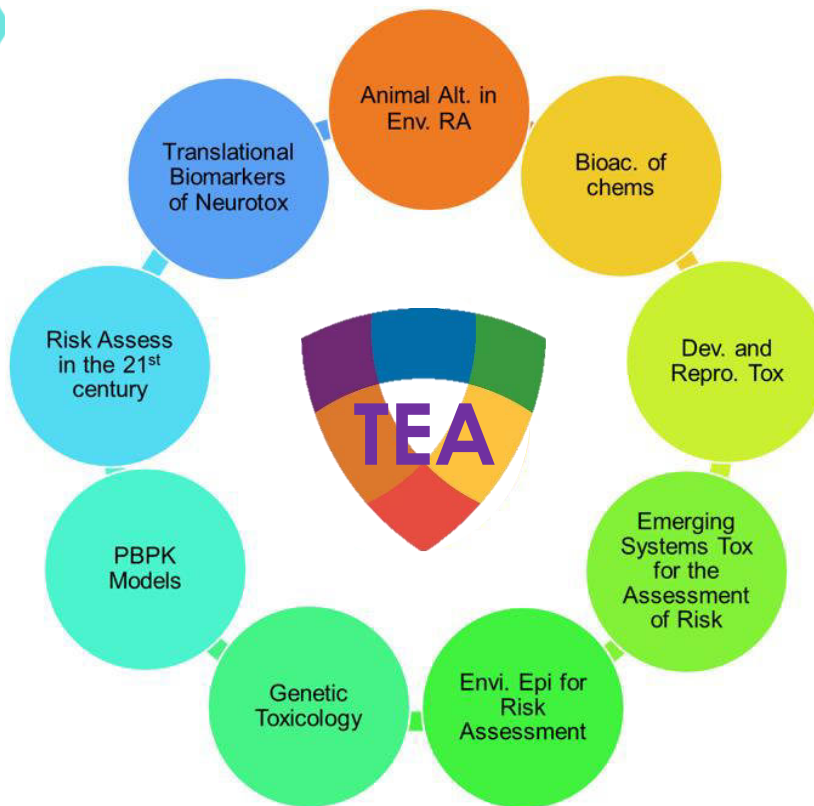 Animal Alt. in
Env. RA
Bioac. of
chems
Dev. and
Repro. Tox
Emerging
Systems Tox
for the
Assessment
of Risk
Envi. Epi for
Risk
Assessment
Genetic
Toxicology
PBPK
Models
Risk Assess
in the 21st
century
Translational
Biomarkers
of Neurotox
TEA